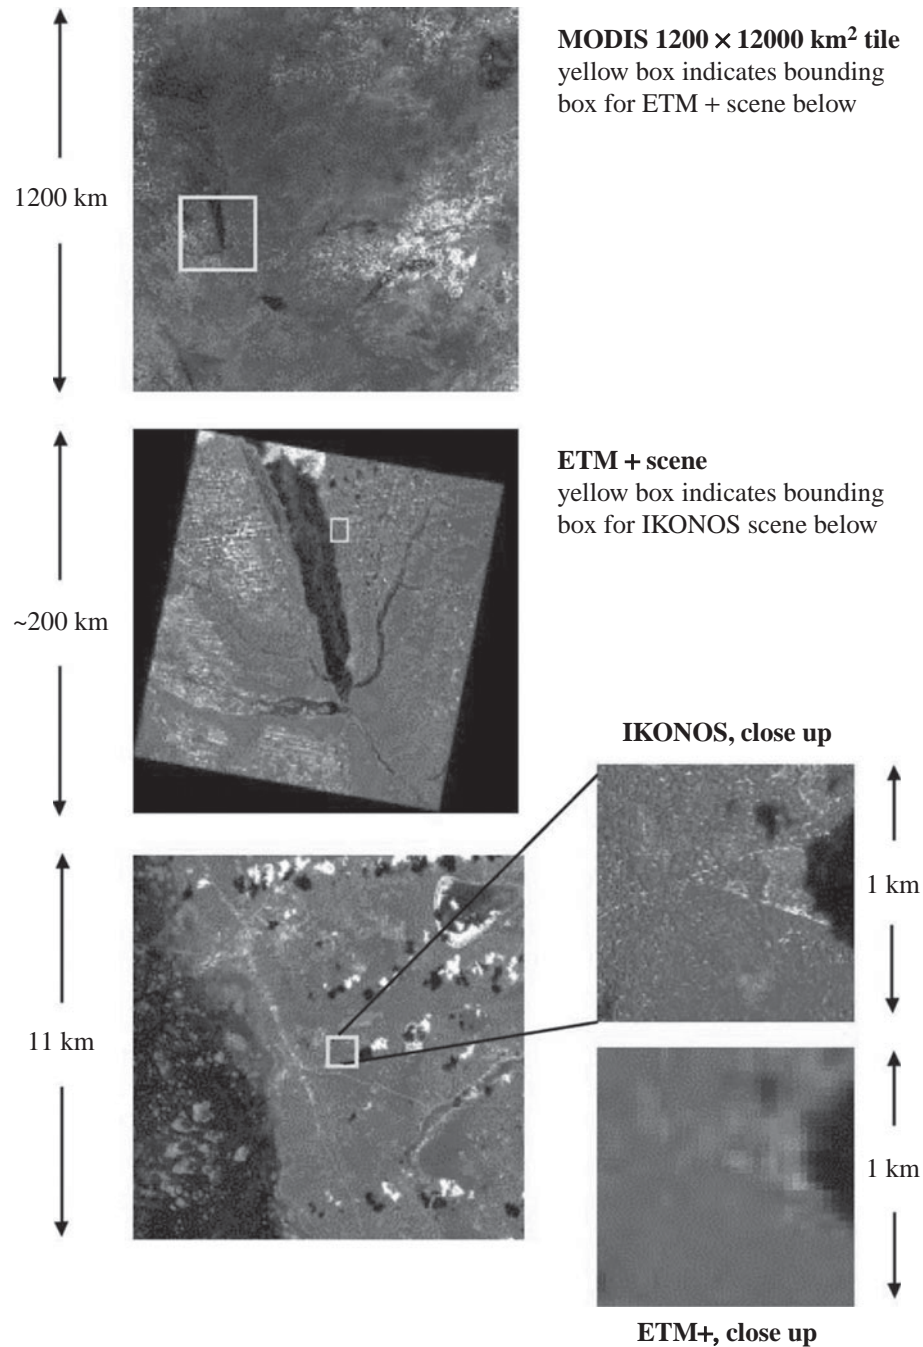 MODIS 1200 × 12000 km² tile
yellow box indicates bounding
box for ETM + scene below
1200 km
ETM + scene
yellow box indicates bounding
box for IKONOS scene below
~200 km
IKONOS, close up
1 km
11 km
1 km
ETM+, close up